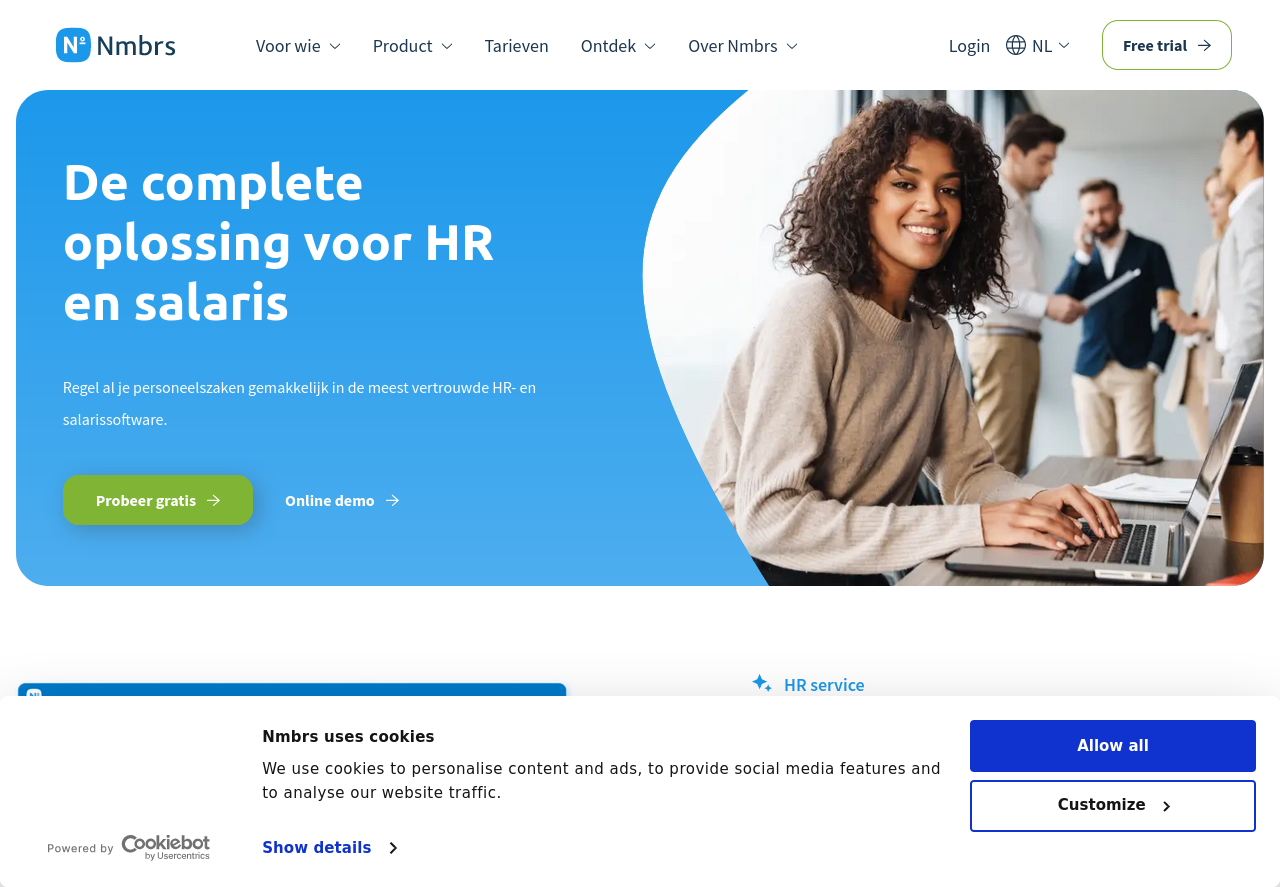 Nº Nmbrs
Voor wie
Product
Tarieven
Ontdek
Over Nmbrs
Login
NL
Free trial
De complete
oplossing voor HR
en salaris
Regel al je personeelszaken gemakkelijk in de meest vertrouwde HR- en
salarissoftware.
Probeer gratis
Online demo
HR service
Nmbrs uses cookies
We use cookies to personalise content and ads, to provide social media features and
to analyse our website traffic.
Show details
Allow all
Customize
Powered by Cookiebot
by Usercentrics